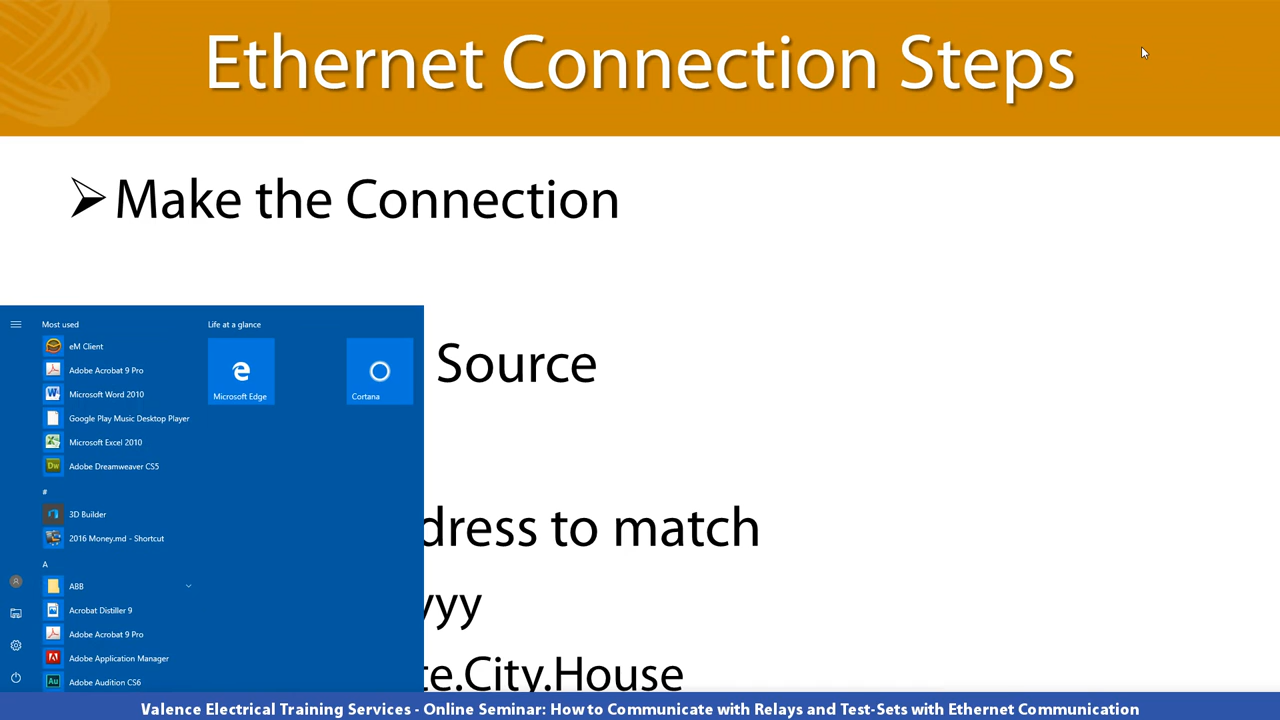 Ethernet Connection Steps
Make the Connection
Most used
Life at a glance
eM Client
Adobe Acrobat 9 Pro
Microsoft Word 2010
Microsoft Edge
Cortana
Source
Google Play Music Desktop Player
Microsoft Excel 2010
Adobe Dreamweaver CS5
#
3D Builder
2016 Money.md - Shortcut
dress to match
A
ABB
yyy
Acrobat Distiller 9
Adobe Acrobat 9 Pro
Adobe Application Manager
Adobe Audition CS6
te.City.House
Valence Electrical Training Services - Online Seminar: How to Communicate with Relays and Test-Sets with Ethernet Communication